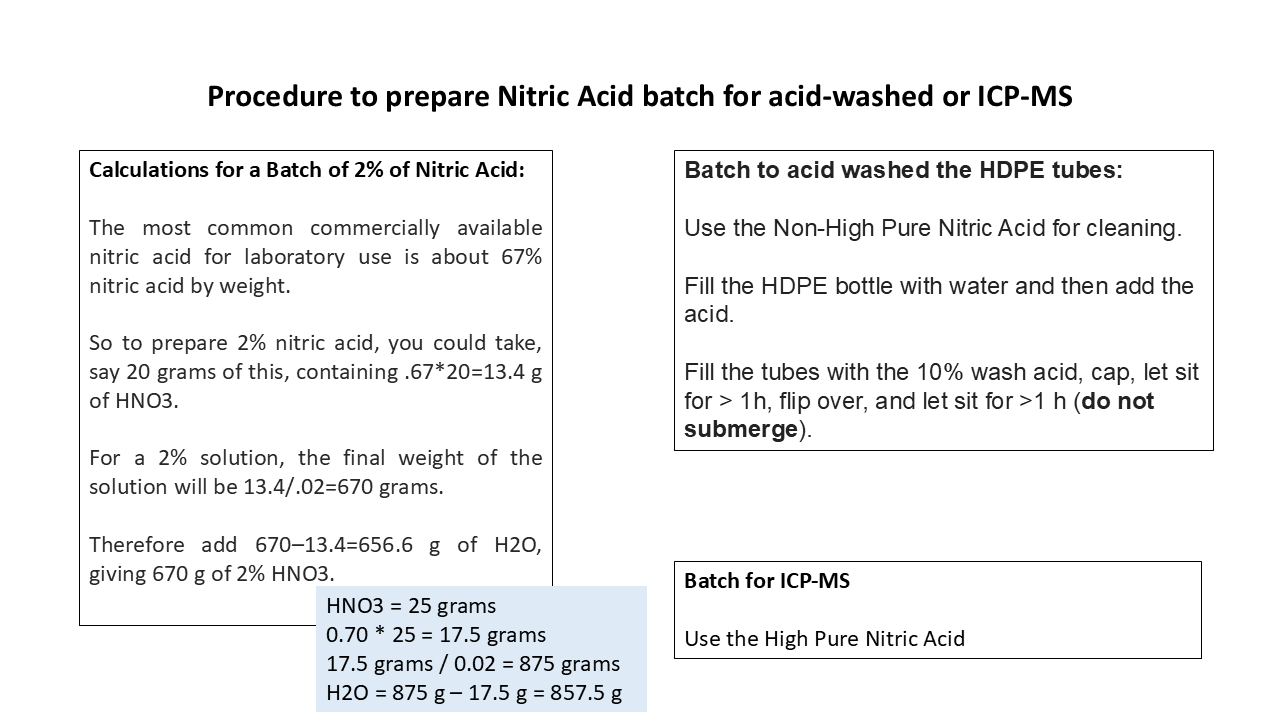 Procedure to prepare Nitric Acid batch for acid-washed or ICP-MS
Calculations for a Batch of 2% of Nitric Acid:
The most common commercially available
nitric acid for laboratory use is about 67%
nitric acid by weight.
So to prepare 2% nitric acid, you could take,
say 20 grams of this, containing .67*20=13.4 g
of HNO3.
For a 2% solution, the final weight of the
solution will be 13.4/.02=670 grams.
Therefore add 670–13.4=656.6 g of H2O,
giving 670 g of 2% HNO3.
HNO3 = 25 grams
0.70 * 25 = 17.5 grams
17.5 grams / 0.02 = 875 grams
H2O = 875 g – 17.5 g = 857.5 g
Batch to acid washed the HDPE tubes:
Use the Non-High Pure Nitric Acid for cleaning.
Fill the HDPE bottle with water and then add the
acid.
Fill the tubes with the 10% wash acid, cap, let sit
for > 1h, flip over, and let sit for >1 h (do not
submerge).
Batch for ICP-MS
Use the High Pure Nitric Acid